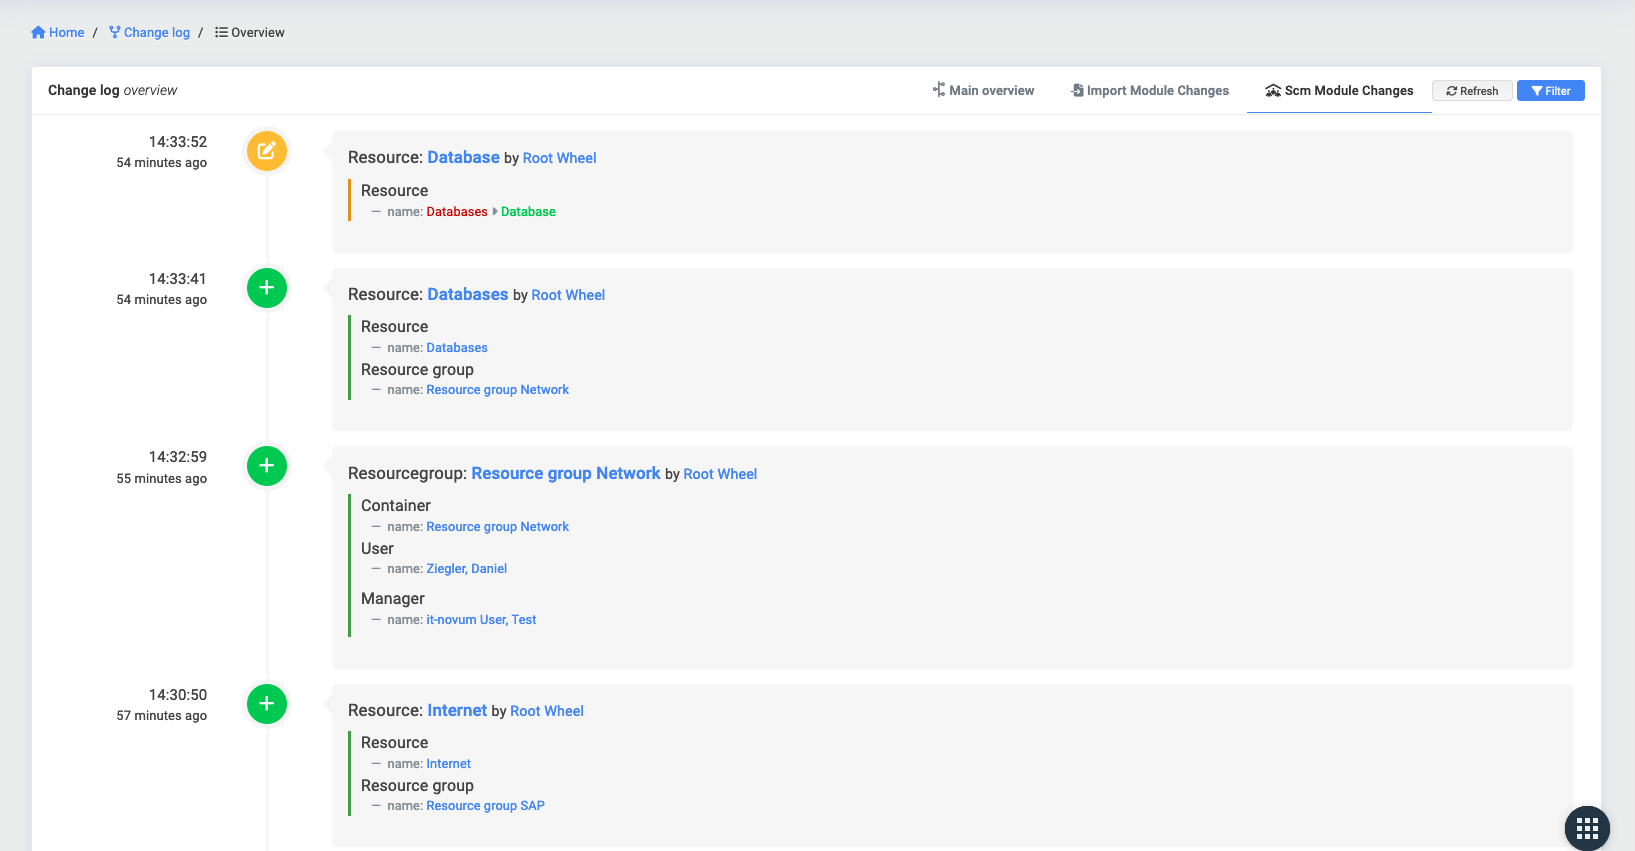 Home / Change log / Overview
Change log overview
Main overview
Import Module Changes
Scm Module Changes
Refresh
Filter
14:33:52
54 minutes ago
Resource: Database by Root Wheel
Resource
— name: Databases Database
14:33:41
54 minutes ago
Resource: Databases by Root Wheel
Resource
— name: Databases
Resource group
— name: Resource group Network
14:32:59
55 minutes ago
Resourcegroup: Resource group Network by Root Wheel
Container
— name: Resource group Network
User
— name: Ziegler, Daniel
Manager
— name: it-novum User, Test
14:30:50
57 minutes ago
Resource: Internet by Root Wheel
Resource
— name: Internet
Resource group
— name: Resource group SAP